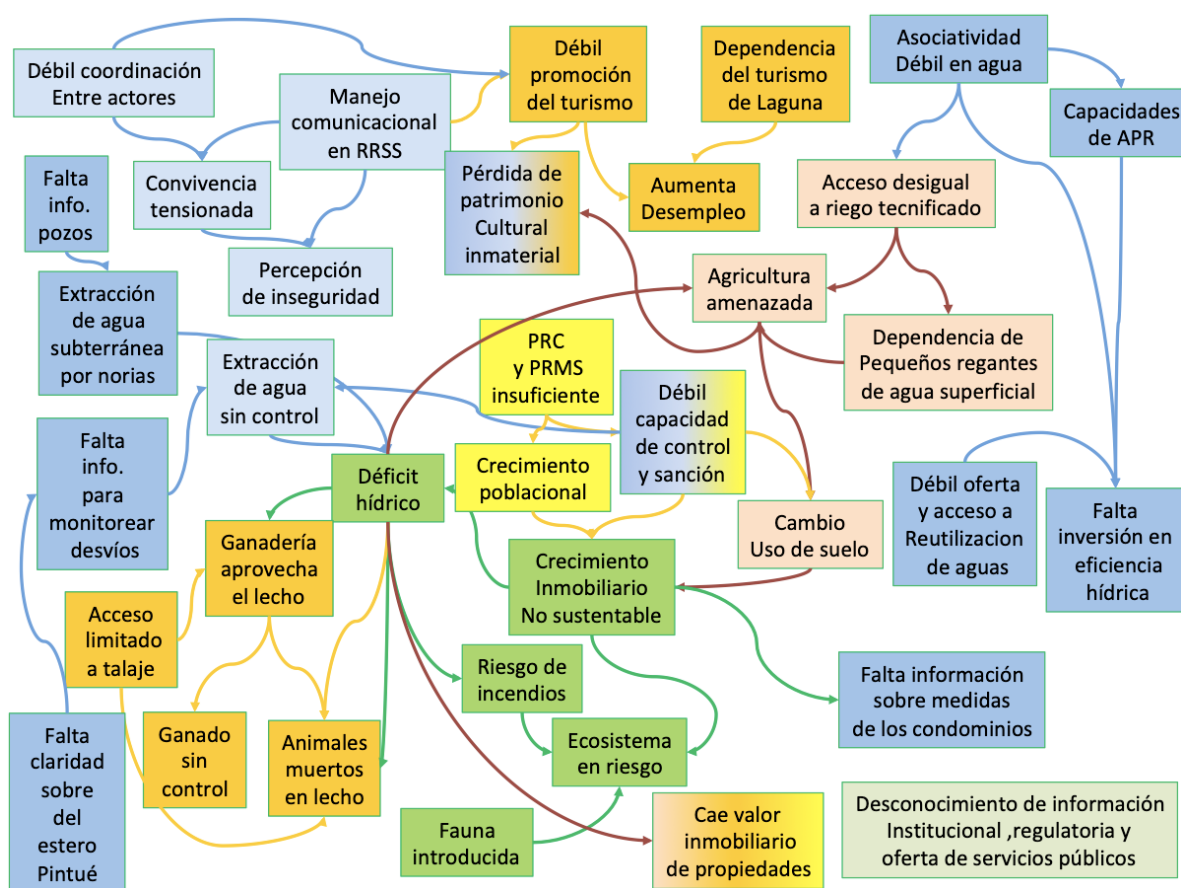 Débil coordinación
Entre actores
Manejo
comunicacional
en RRSS
Débil
promoción
del turismo
Dependencia
del turismo
de Laguna
Asociatividad
Débil en agua
Capacidades
de APR
Falta
info.
pozos
Convivencia
tensionada
Pérdida de
patrimonio
Cultural
inmaterial
Aumenta
Desempleo
Acceso desigual
a riego tecnificado
Percepción
de inseguridad
Agricultura
amenazada
Extracción
de agua
subterránea
por norias
Extracción
de agua
sin control
PRC
y PRMS
insuficiente
Débil
capacidad
de control
y sanción
Dependencia de
Pequeños regantes
de agua superficial
Falta
info.
para
monitorear
desvíos
Déficit
hídrico
Crecimiento
poblacional
Cambio
Uso de suelo
Débil oferta
y acceso a
Reutilizacion
de aguas
Falta
inversión en
eficiencia
hídrica
Ganadería
aprovecha
el lecho
Crecimiento
Inmobiliario
No sustentable
Acceso
limitado
a talaje
Riesgo de
incendios
Falta información
sobre medidas
de los condominios
Falta
claridad
sobre
del
estero
Pintué
Ganado
sin
control
Animales
muertos
en lecho
Ecosistema
en riesgo
Fauna
introducida
Cae valor
inmobiliario
de propiedades
Desconocimiento de información
Institucional ,regulatoria y
oferta de servicios públicos